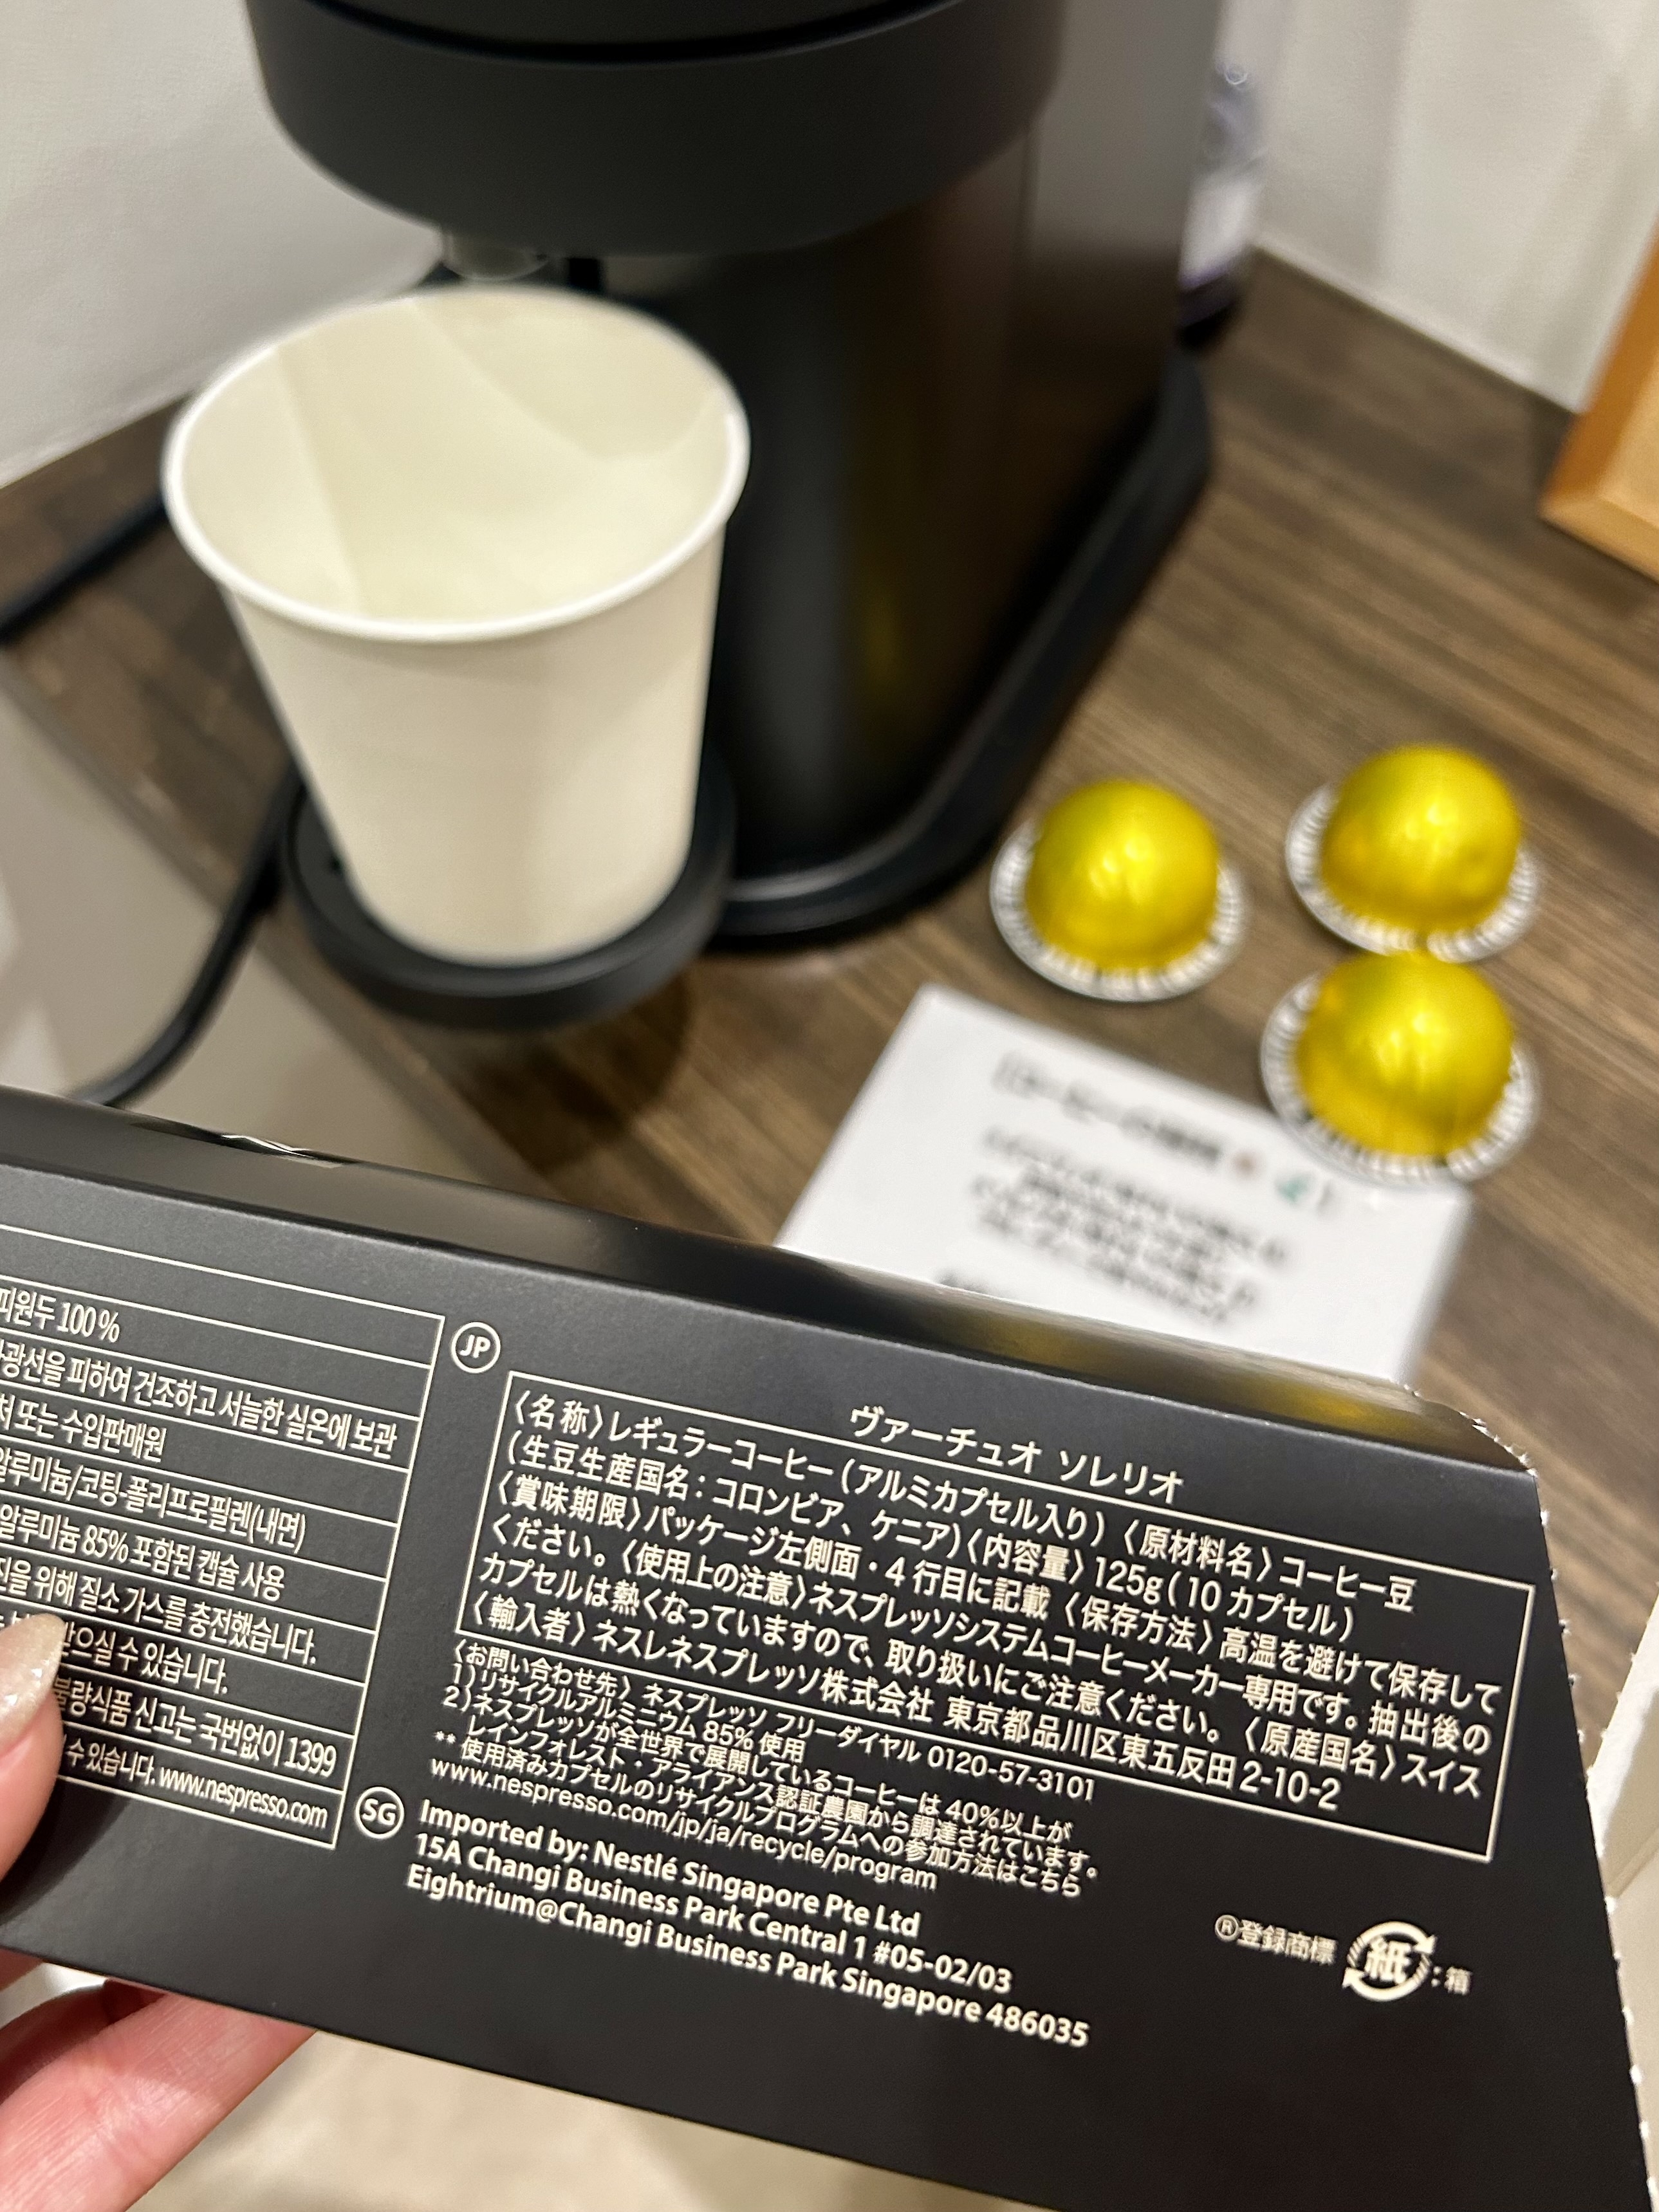 피원두 100%
광선을 피하여 건조하고 서늘한 실온에 보관
처 또는 수입판매원
알루미늄/코팅-폴리프로필렌(내면)
알루미늄 85% 포함된 캡슐 사용
진을 위해 질소 가스를 충전했습니다.
받으실 수 있습니다.
不良식품 신고는 국번없이 1399
수 있습니다. www.nespresso.com
JP
ヴァーチュオ ソレリオ
〈名称〉レギュラーコーヒー(アルミカプセル入り)〈原材料名〉コーヒー豆
(生豆生産国名:コロンビア、ケニア)〈内容量〉125g(10 カプセル)
〈賞味期限〉パッケージ左側面・4 行目に記載〈保存方法〉高温を避けて保存して
ください。〈使用上の注意〉ネスプレッソシステムコーヒーメーカー専用です。抽出後の
カプセルは熱くなっていますので、取り扱いにご注意ください。〈原産国名〉スイス
〈輸入者〉ネスレネスプレッソ株式会社 東京都品川区東五反田 2-10-2
〈お問い合わせ先〉ネスプレッソ フリーダイヤル 0120-57-3101
1)リサイクルアルミニウム 85% 使用
2)ネスプレッソが全世界で展開しているコーヒーは 40%以上が
レインフォレスト・アライアンス認証農園から調達されています。
** 使用済みカプセルのリサイクルプログラムへの参加方法はこちら
www.nespresso.com/jp/ja/recycle/program
SG
Imported by: Nestlé Singapore Pte Ltd
15A Changi Business Park Central 1 #05-02/03
Eightrium@Changi Business Park Singapore 486035
®登録商標 紙:箱